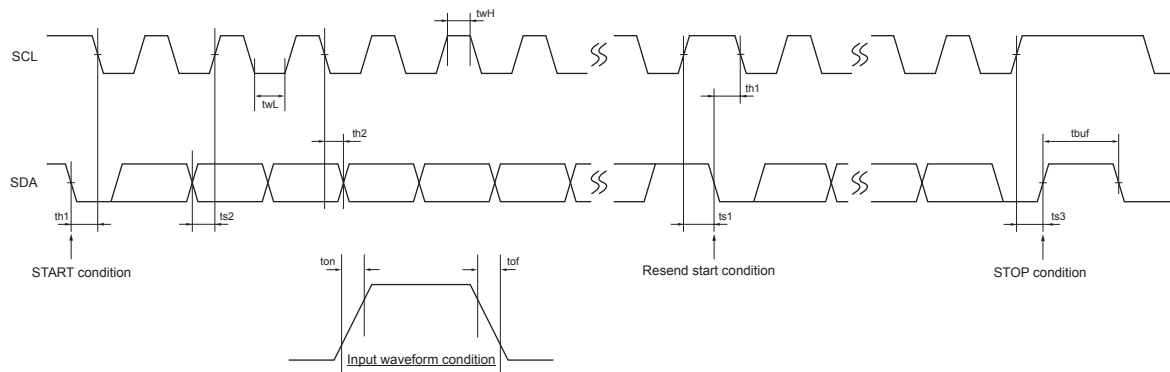 twH
SCL
th1
twL
th2
tbuf
SDA
th1
ts2
ts1
ts3
START condition
ton
tof
Resend start condition
STOP condition
Input waveform condition